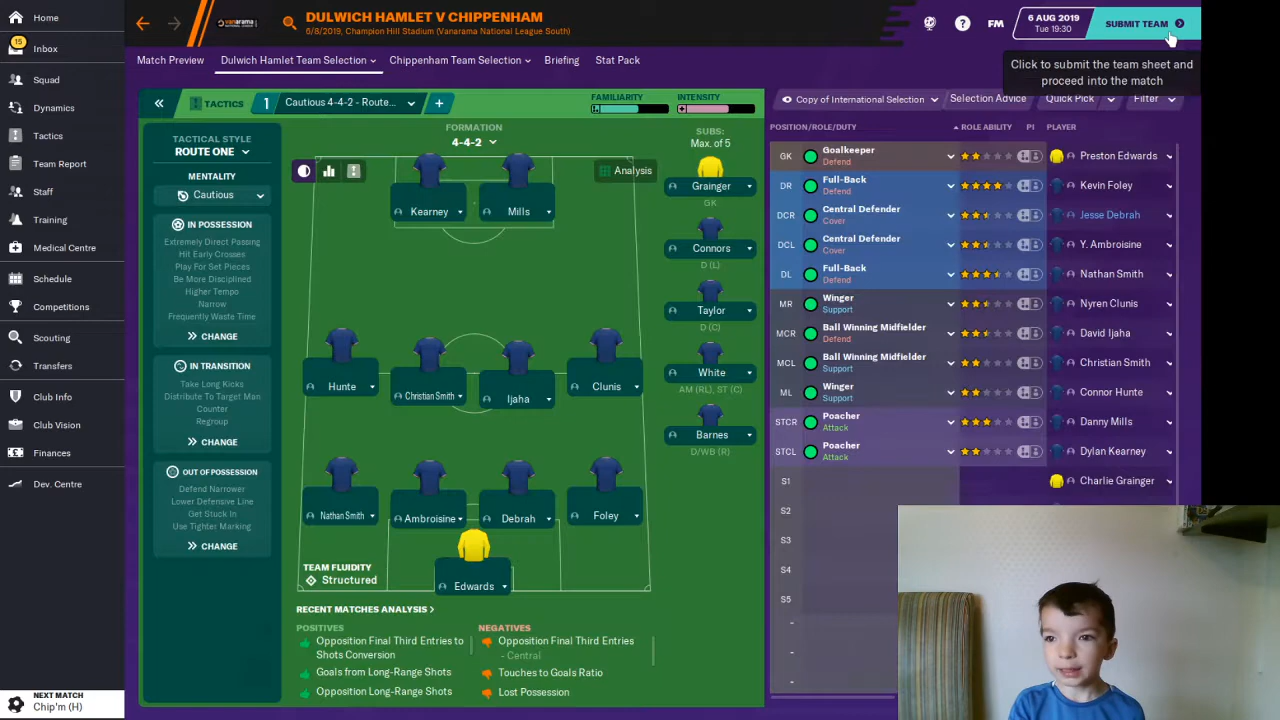 Home
vanarama
DULWICH HAMLET V CHIPPENHAM
6/8/2019, Champion Hill Stadium (Vanarama National League South)
?
FM
6 AUG 2019
Tue 19:30
SUBMIT TEAM
Click to submit the team sheet and
proceed into the match
15
Inbox
Squad
Dynamics
Tactics
Team Report
Staff
Training
Medical Centre
Schedule
Competitions
Scouting
Transfers
Club Info
Club Vision
Finances
Dev. Centre
NEXT MATCH
Chip'm (H)
Match Preview
Dulwich Hamlet Team Selection
Chippenham Team Selection
Briefing
Stat Pack
TACTICS
1
Cautious 4-4-2 - Route...
+
FAMILIARITY
INTENSITY
TACTICAL STYLE
ROUTE ONE
MENTALITY
Cautious
IN POSSESSION
Extremely Direct Passing
Hit Early Crosses
Play For Set Pieces
Be More Disciplined
Higher Tempo
Narrow
Frequently Waste Time
CHANGE
IN TRANSITION
Take Long Kicks
Distribute To Target Man
Counter
Regroup
CHANGE
OUT OF POSSESSION
Defend Narrower
Lower Defensive Line
Get Stuck In
Use Tighter Marking
CHANGE
FORMATION
4-4-2
Analysis
Kearney
Mills
Hunte
Christian Smith
Ijaha
Clunis
Nathan Smith
Ambroisine
Debrah
Foley
Edwards
TEAM FLUIDITY
Structured
SUBS:
Max. of 5
Grainger
GK
Connors
D (L)
Taylor
D (C)
White
AM (RL), ST (C)
Barnes
D/WB (R)
RECENT MATCHES ANALYSIS
POSITIVES
Opposition Final Third Entries to
Shots Conversion
Goals from Long-Range Shots
Opposition Long-Range Shots
NEGATIVES
Opposition Final Third Entries
- Central
Touches to Goals Ratio
Lost Possession
Copy of International Selection
Selection Advice
Quick Pick
Filter
POSITION/ROLE/DUTY
ROLE ABILITY
PI
PLAYER
GK Goalkeeper Preston Edwards
Defend
DR Full-Back Kevin Foley
Defend
DCR Central Defender Jesse Debrah
Cover
DCL Central Defender Y. Ambroisine
Cover
DL Full-Back Nathan Smith
Defend
MR Winger Nyren Clunis
Support
MCR Ball Winning Midfielder David Ijaha
Defend
MCL Ball Winning Midfielder Christian Smith
Support
ML Winger Connor Hunte
Support
STCR Poacher Danny Mills
Attack
STCL Poacher Dylan Kearney
Attack
S1 Charlie Grainger
S2
S3
S4
S5
-
-
-